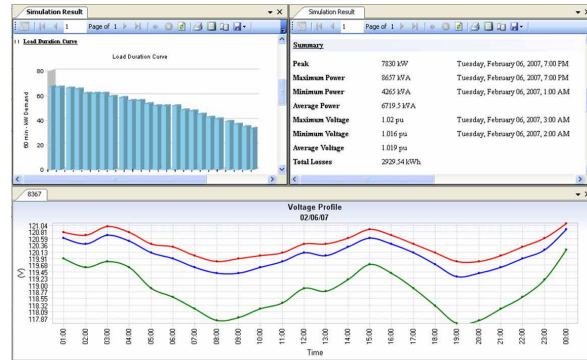 Simulation Result
1 Page of 1
Load Duration Curve
Load Duration Curve
60 min - kW Demand
80
60
40
20
0
Simulation Result
1 Page of 1
Summary
Peak 7830 kW Tuesday, February 06, 2007, 7:00 PM
Maximum Power 8657 kVA Tuesday, February 06, 2007, 7:00 PM
Minimum Power 4265 kVA Tuesday, February 06, 2007, 1:00 AM
Average Power 6719.5 kVA
Maximum Voltage 1.02 pu Tuesday, February 06, 2007, 3:00 AM
Minimum Voltage 1.016 pu Tuesday, February 06, 2007, 2:00 AM
Average Voltage 1.019 pu
Total Losses 2929.54 kWh
8367
Voltage Profile
02/06/07
(V)
121.04
120.81
120.59
120.36
120.13
119.91
119.68
119.45
119.23
119.00
118.77
118.55
118.32
118.09
117.87
01:00 02:00 03:00 04:00 05:00 06:00 07:00 08:00 09:00 10:00 11:00 12:00 13:00 14:00 15:00 16:00 17:00 18:00 19:00 20:00 21:00 22:00 23:00 00:00
Time